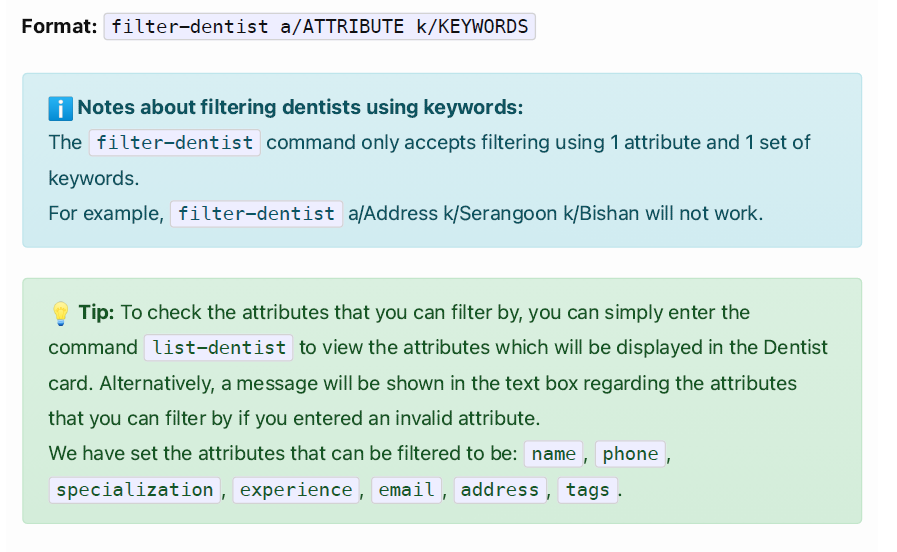 Format: filter-dentist a/ATTRIBUTE k/KEYWORDS
ℹ️ Notes about filtering dentists using keywords:
The filter-dentist command only accepts filtering using 1 attribute and 1 set of
keywords.
For example, filter-dentist a/Address k/Serangoon k/Bishan will not work.
💡 Tip: To check the attributes that you can filter by, you can simply enter the
command list-dentist to view the attributes which will be displayed in the Dentist
card. Alternatively, a message will be shown in the text box regarding the attributes
that you can filter by if you entered an invalid attribute.
We have set the attributes that can be filtered to be: name, phone,
specialization, experience, email, address, tags.